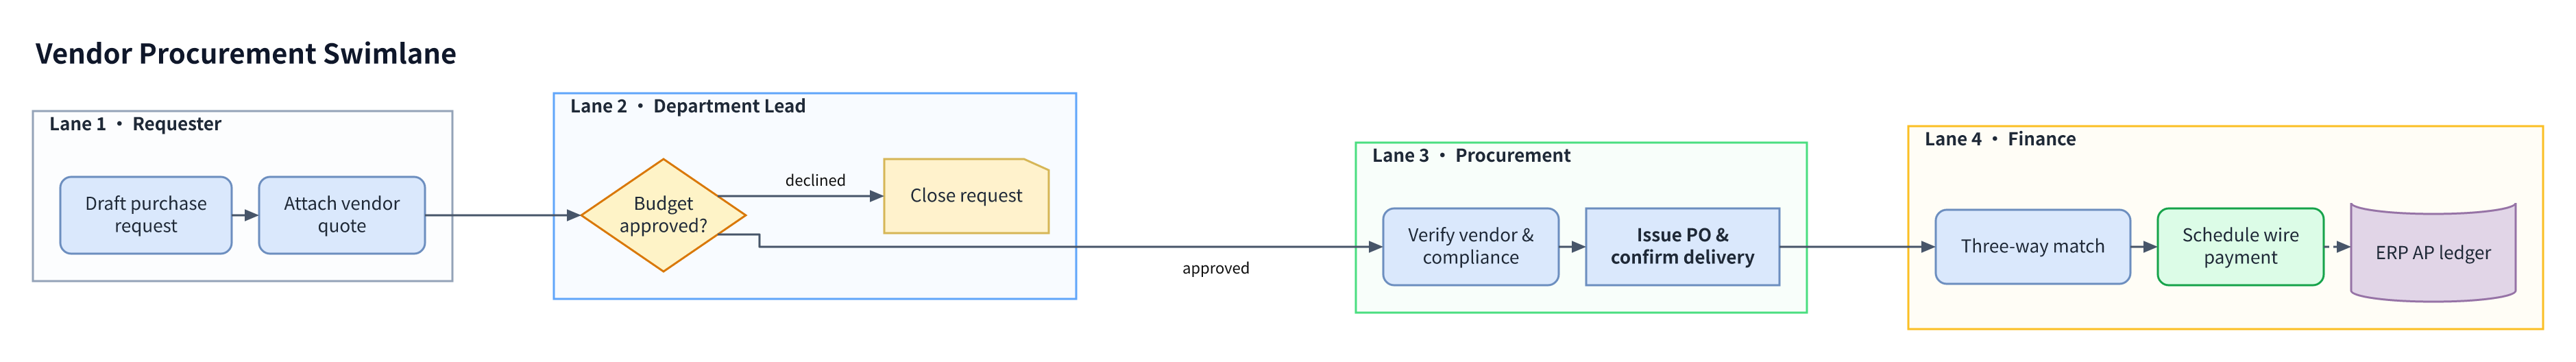 Vendor Procurement Swimlane
Lane 1 • Requester
Draft purchase
request
Attach vendor
quote
Lane 2 • Department Lead
Budget
approved?
declined
Close request
approved
Lane 3 • Procurement
Verify vendor &
compliance
Issue PO &
confirm delivery
Lane 4 • Finance
Three-way match
Schedule wire
payment
ERP AP ledger